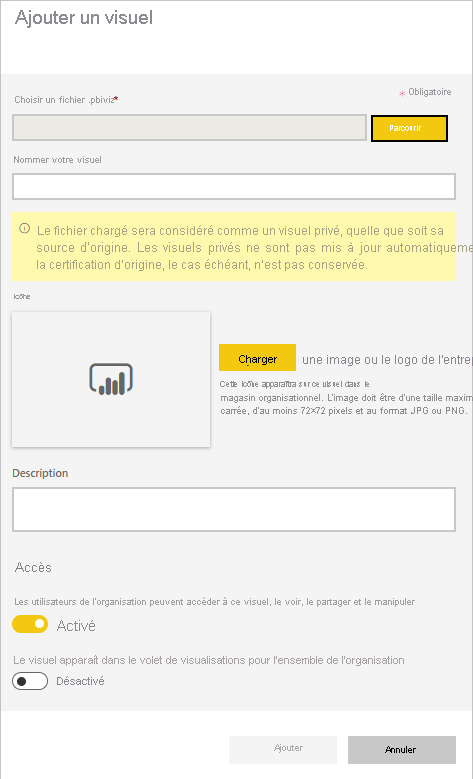 Ajouter un visuel
* Obligatoire
Choisir un fichier .pbiviz*
Parcourir
Nommer votre visuel
Le fichier chargé sera considéré comme un visuel privé, quelle que soit sa
source d'origine. Les visuels privés ne sont pas mis à jour automatiqueme
la certification d'origine, le cas échéant, n'est pas conservée.
Icône
Charger une image ou le logo de l'entrep
Cette icône apparaîtra sur ce visuel dans le
magasin organisationnel. L'image doit être d'une taille maxim
carrée, d'au moins 72×72 pixels et au format JPG ou PNG.
Description
Accès
Les utilisateurs de l'organisation peuvent accéder à ce visuel, le voir, le partager et le manipuler
Activé
Le visuel apparaît dans le volet de visualisations pour l'ensemble de l'organisation
Désactivé
Ajouter
Annuler